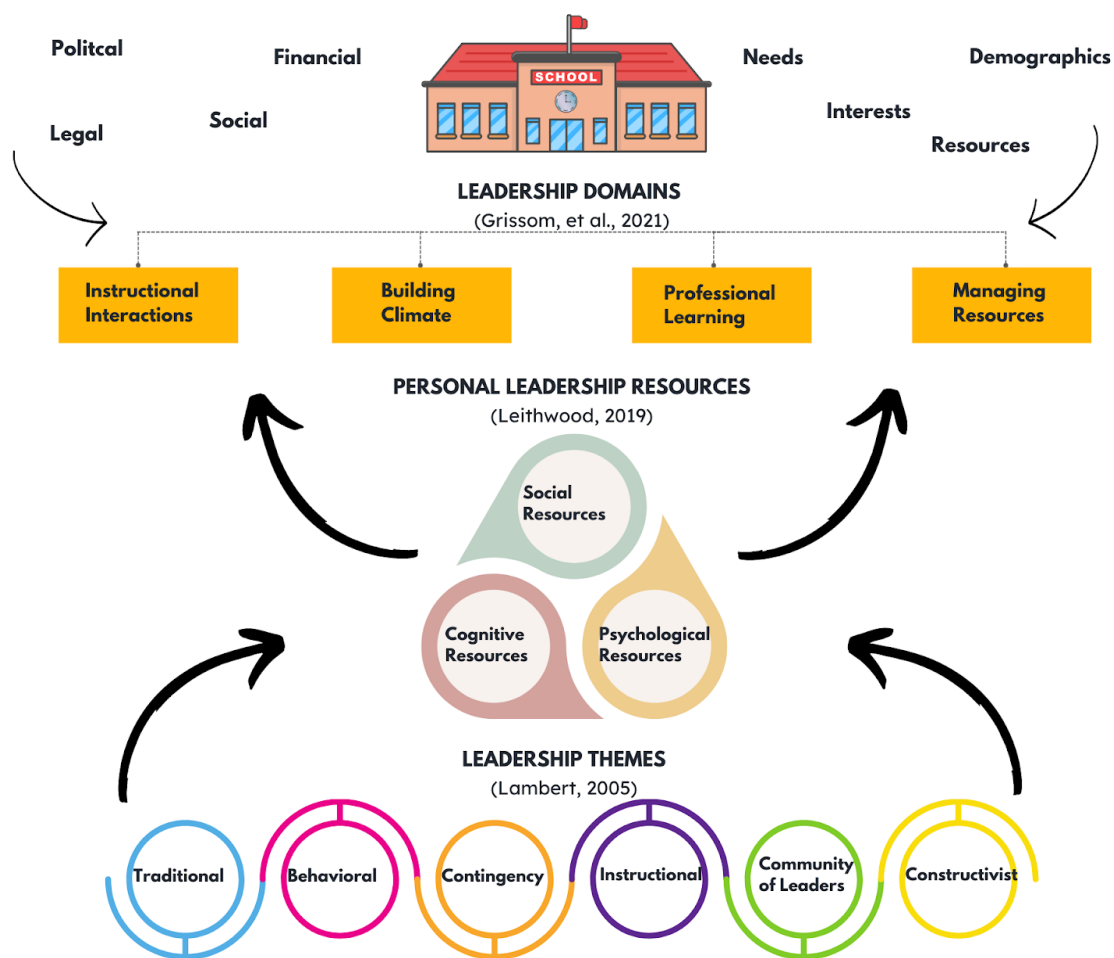 Politcal
Financial
SCHOOL
Needs
Demographics
Legal
Social
Interests
Resources
LEADERSHIP DOMAINS
(Grissom, et al., 2021)
Instructional
Interactions
Building
Climate
Professional
Learning
Managing
Resources
PERSONAL LEADERSHIP RESOURCES
(Leithwood, 2019)
Social
Resources
Cognitive
Resources
Psychological
Resources
LEADERSHIP THEMES
(Lambert, 2005)
Traditional
Behavioral
Contingency
Instructional
Community
of Leaders
Constructivist